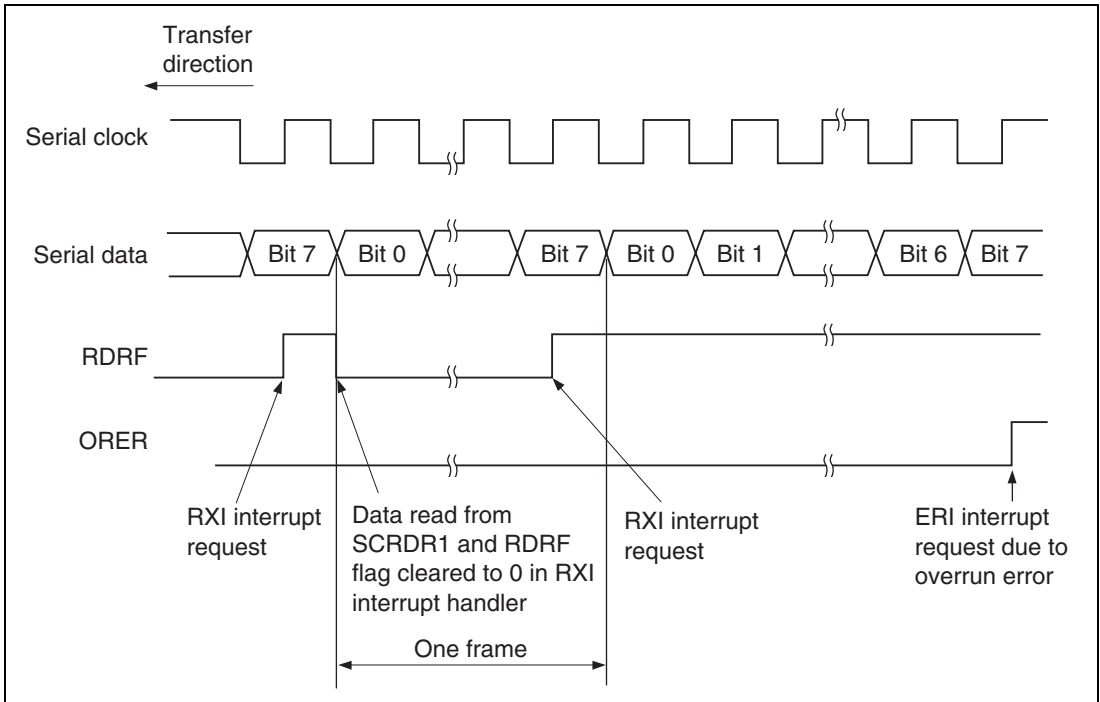 Transfer
direction
Serial clock
Serial data
Bit 7
Bit 0
Bit 7
Bit 0
Bit 1
Bit 6
Bit 7
RDRF
ORER
RXI interrupt
request
Data read from
SCRDR1 and RDRF
flag cleared to 0 in RXI
interrupt handler
RXI interrupt
request
ERI interrupt
request due to
overrun error
One frame